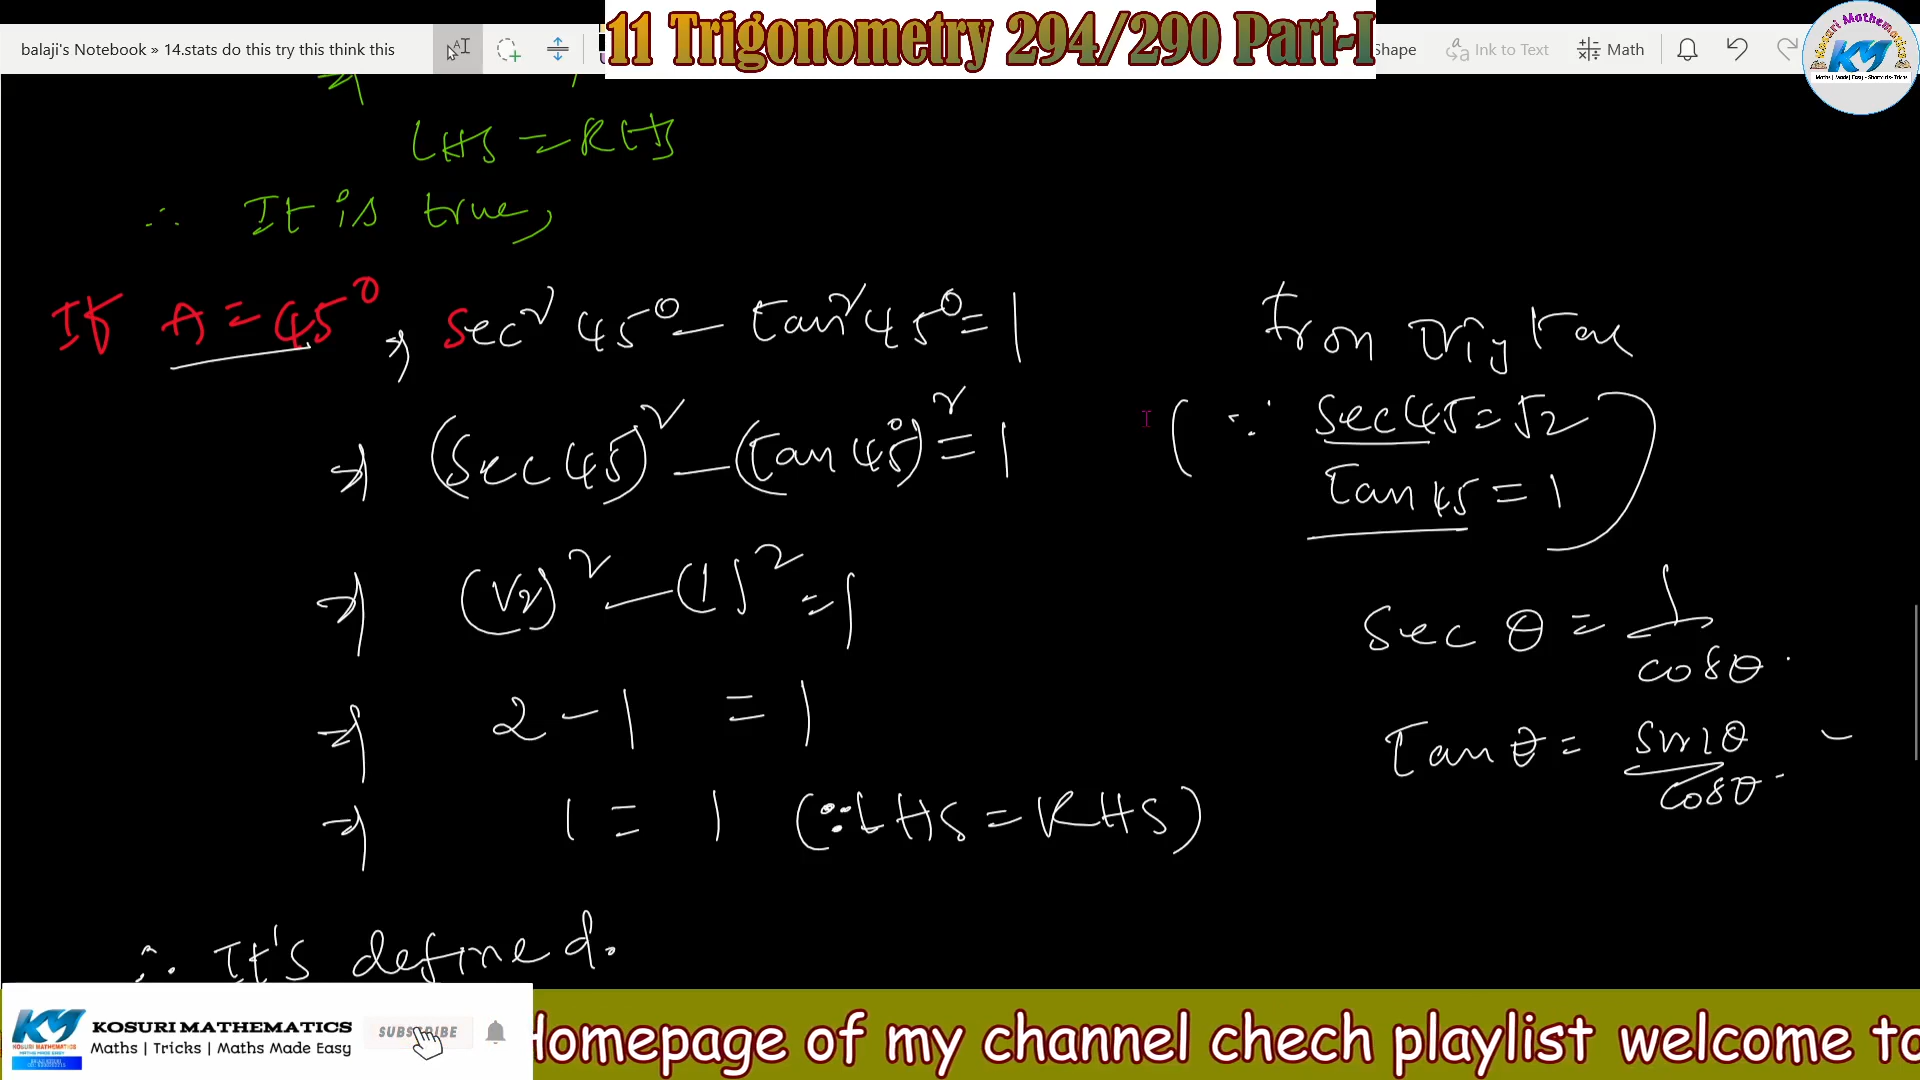 11 Trigonometry 294/290 Part-I
balaji's Notebook » 14.stats do this try this think this
Shape
Ink to Text
Math
LHS = RHS
∴ It is true,
If A = 45° ⇒ Sec² 45° – tan² 45° = 1
⇒ (Sec 45)² – (tan 45°)² = 1
⇒ (√2)² – (1)² = 1
⇒ 2 – 1 = 1
⇒ 1 = 1 (∵ LHS = RHS)
∴ It's defined.
From Trig
( ∵ Sec 45 = √2
Tan 45 = 1 )
Sec θ = 1/cosθ
Tan θ = sinθ/cosθ
KM
KOSURI MATHEMATICS
Maths | Tricks | Maths Made Easy
SUBSCRIBE
Homepage of my channel chech playlist welcome to